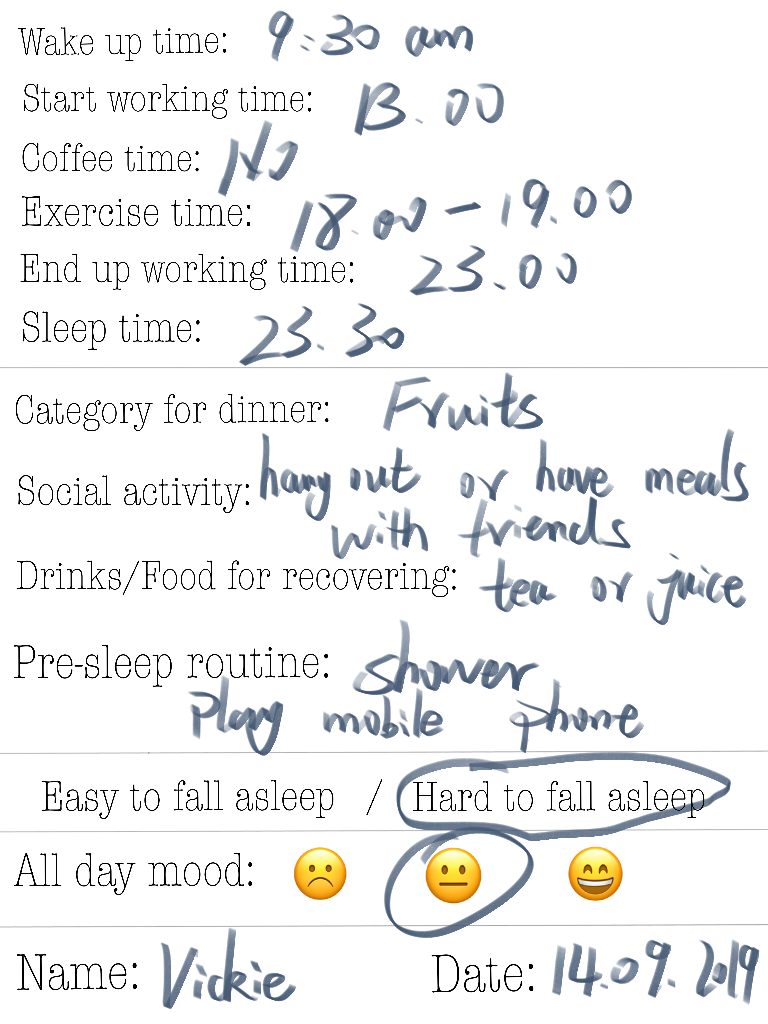 Wake up time: 9:30 am
Start working time: 13.00
Coffee time: No
Exercise time: 18.00 - 19.00
End up working time: 23.00
Sleep time: 23.30
Category for dinner: Fruits
Social activity: hang out or have meals
with friends
Drinks/Food for recovering: tea or juice
Pre-sleep routine: shower
play mobile phone
Easy to fall asleep / Hard to fall asleep
All day mood:
Name: Vickie Date: 14.09.2019